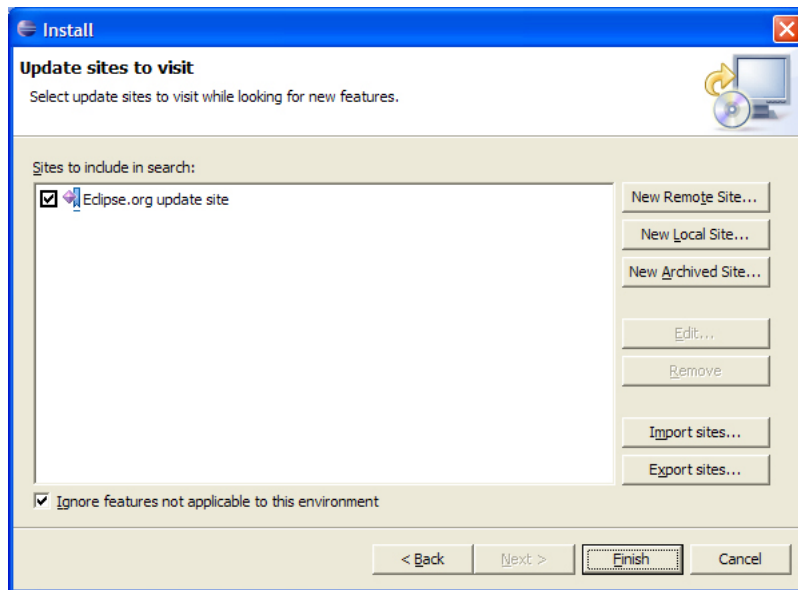 Install
Update sites to visit
Select update sites to visit while looking for new features.
Sites to include in search:
Eclipse.org update site
New Remote Site...
New Local Site...
New Archived Site...
Edit...
Remove
Import sites...
Export sites...
Ignore features not applicable to this environment
< Back
Next >
Finish
Cancel